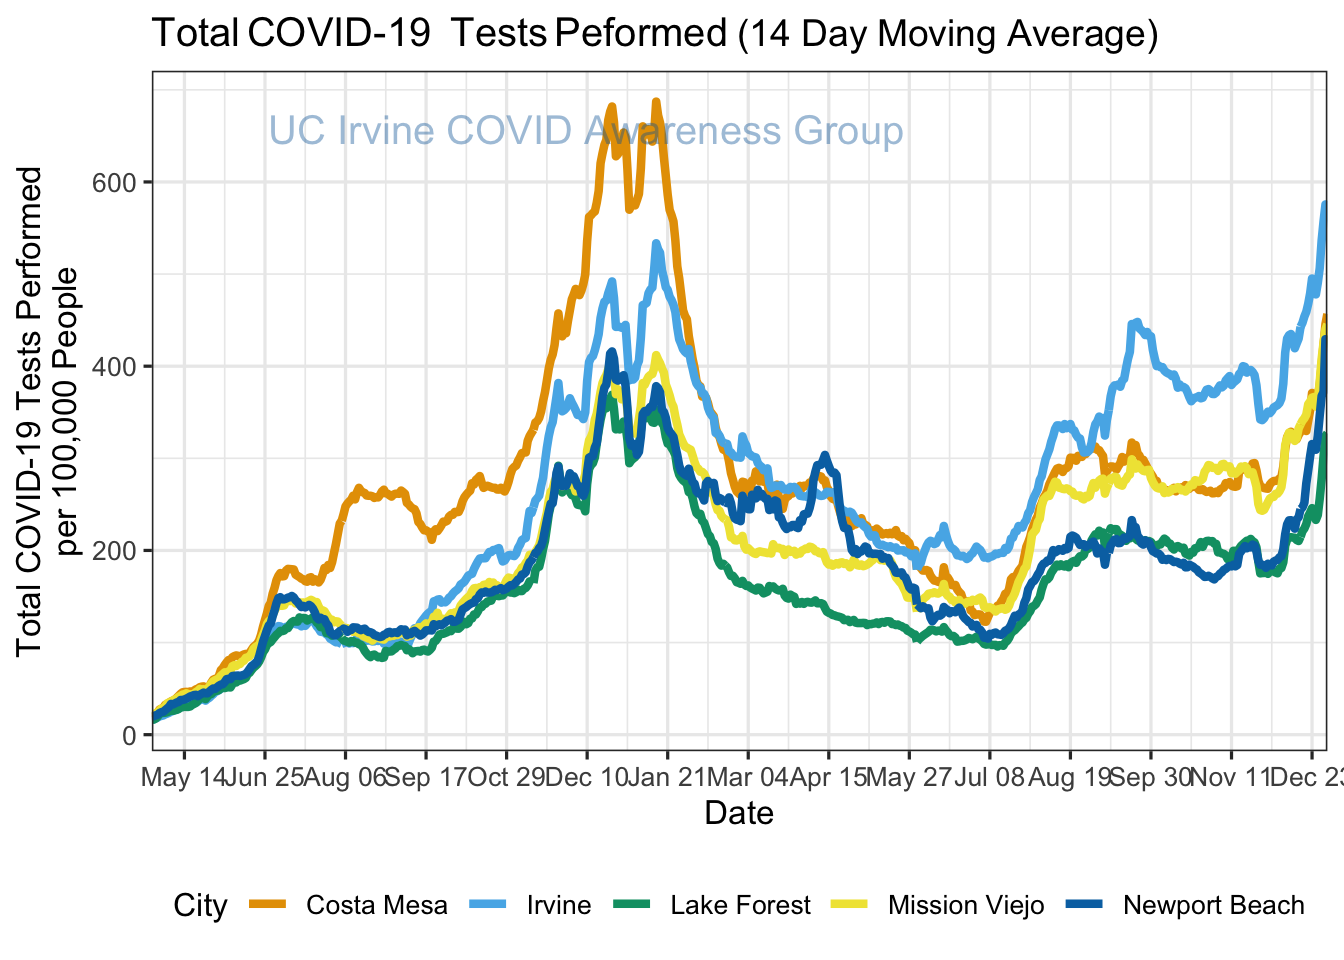 Total COVID-19 Tests Peformed (14 Day Moving Average)
UC Irvine COVID Awareness Group
Total COVID-19 Tests Performed
per 100,000 People
600
400
200
0
May 14 Jun 25 Aug 06 Sep 17 Oct 29 Dec 10 Jan 21 Mar 04 Apr 15 May 27 Jul 08 Aug 19 Sep 30 Nov 11 Dec 23
Date
City Costa Mesa Irvine Lake Forest Mission Viejo Newport Beach